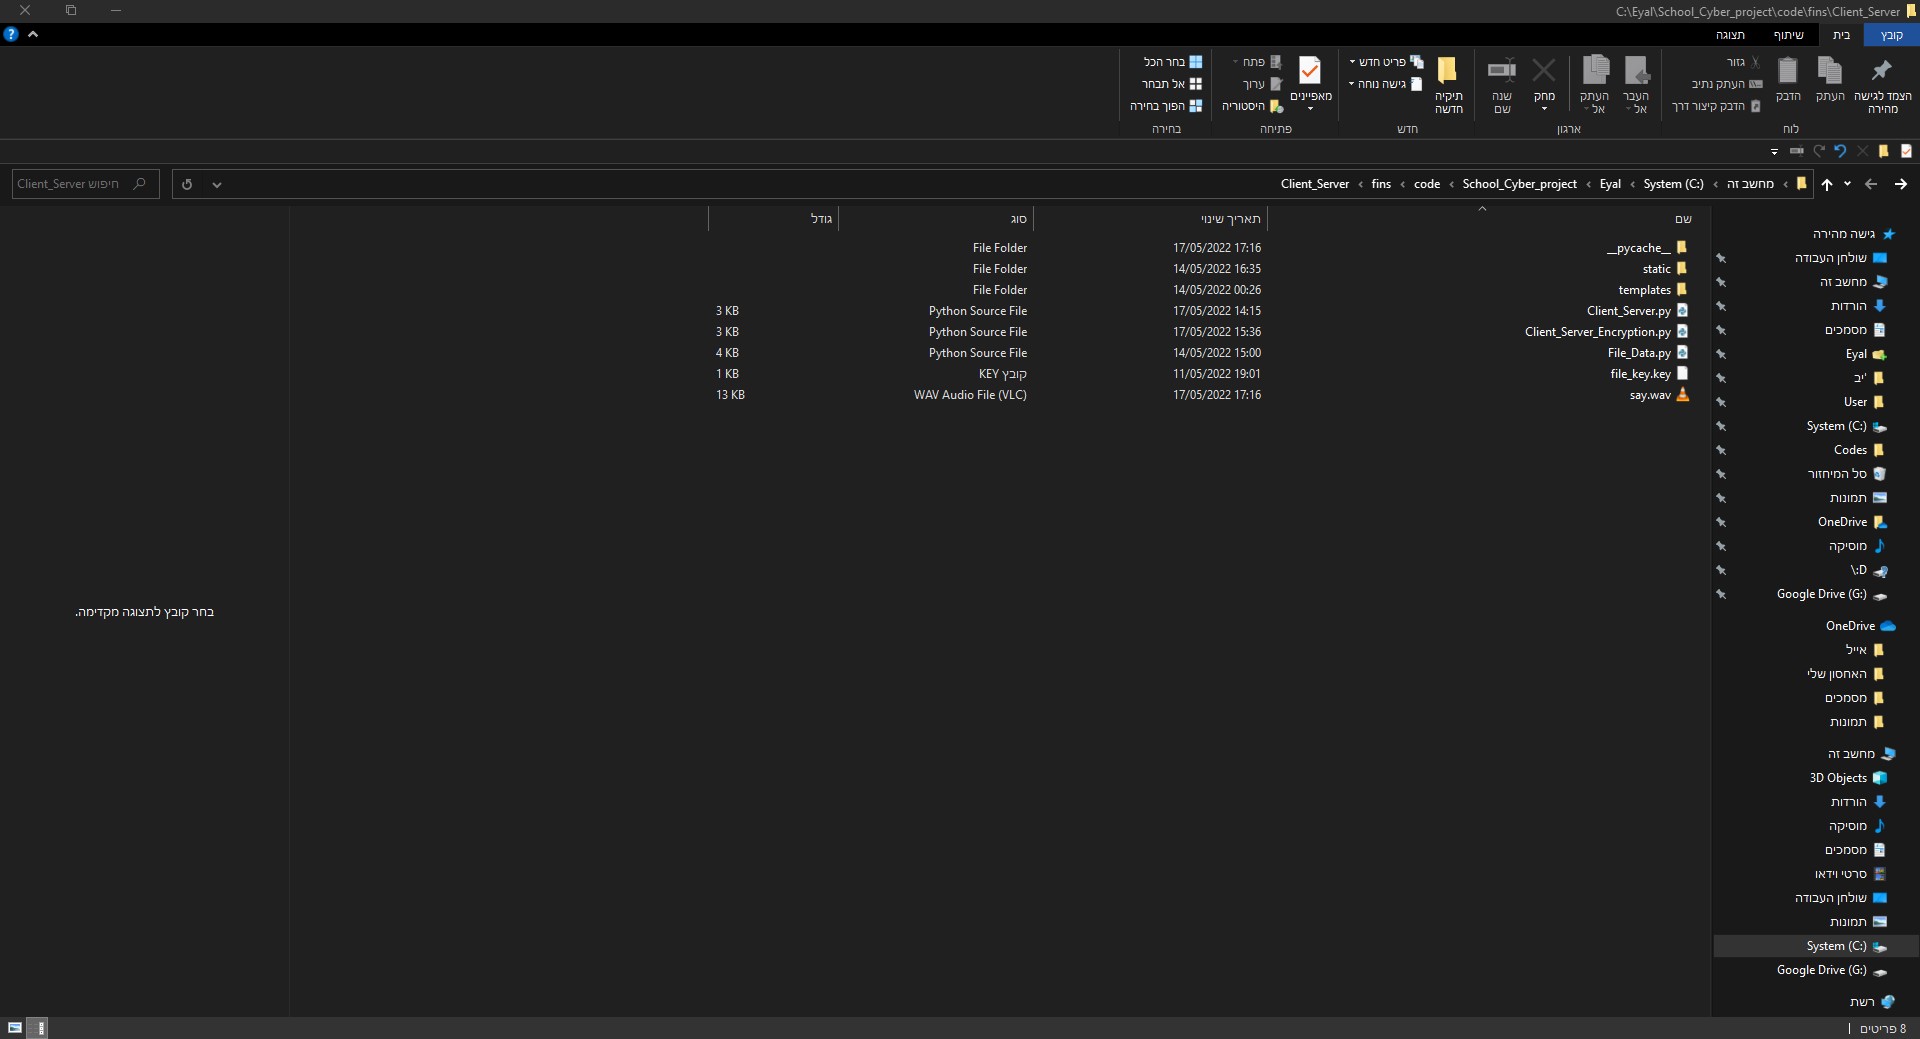 C:\Eyal\School_Cyber_project\code\fins\Client_Server
קובץ
בית
שיתוף
תצוגה
הצמד לגישה מהירה
העתק
הדבק
גזור
העתק נתיב
הדבק קיצור דרך
לוח
העבר אל
העתק אל
מחק
שנה שם
ארגון
תיקיה חדשה
פריט חדש
גישה נוחה
חדש
מאפיינים
פתח
ערוך
היסטוריה
פתיחה
בחר הכל
אל תבחר
הפוך בחירה
בחירה
מחשב זה › System (C:) › Eyal › School_Cyber_project › code › fins › Client_Server
חיפוש Client_Server
שם תאריך שינוי סוג גודל
__pycache__ 17/05/2022 17:16 File Folder
static 14/05/2022 16:35 File Folder
templates 14/05/2022 00:26 File Folder
Client_Server.py 17/05/2022 14:15 Python Source File 3 KB
Client_Server_Encryption.py 17/05/2022 15:36 Python Source File 3 KB
File_Data.py 14/05/2022 15:00 Python Source File 4 KB
file_key.key 11/05/2022 19:01 קובץ KEY 1 KB
say.wav 17/05/2022 17:16 WAV Audio File (VLC) 13 KB
גישה מהירה
שולחן העבודה
מחשב זה
הורדות
מסמכים
Eyal
יב'
User
System (C:)
Codes
סל המיחזור
תמונות
OneDrive
מוסיקה
D:\
Google Drive (G:)
OneDrive
אייל
האחסון שלי
מסמכים
תמונות
מחשב זה
3D Objects
הורדות
מוסיקה
מסמכים
סרטי וידאו
שולחן העבודה
תמונות
System (C:)
Google Drive (G:)
רשת
בחר קובץ לתצוגה מקדימה.
8 פריטים